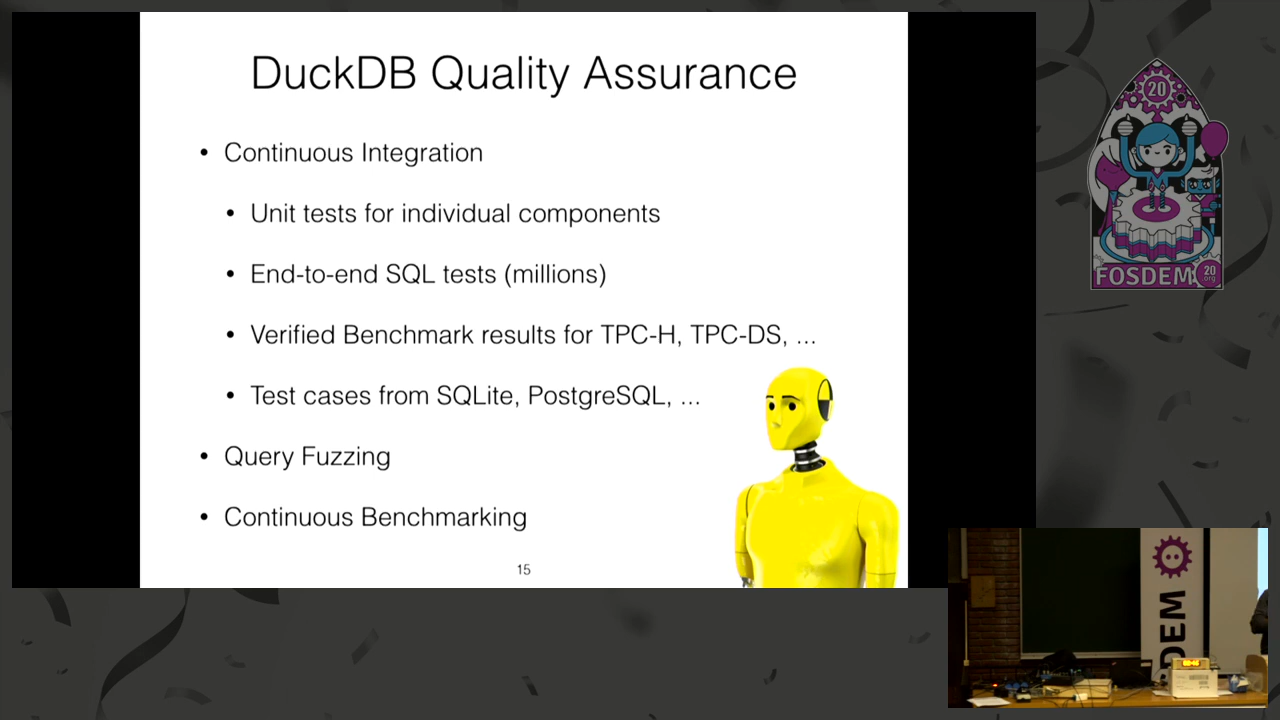 DuckDB Quality Assurance
• Continuous Integration
• Unit tests for individual components
• End-to-end SQL tests (millions)
• Verified Benchmark results for TPC-H, TPC-DS, ...
• Test cases from SQLite, PostgreSQL, ...
• Query Fuzzing
• Continuous Benchmarking
15
20
FOSDEM
20
.org
DEM